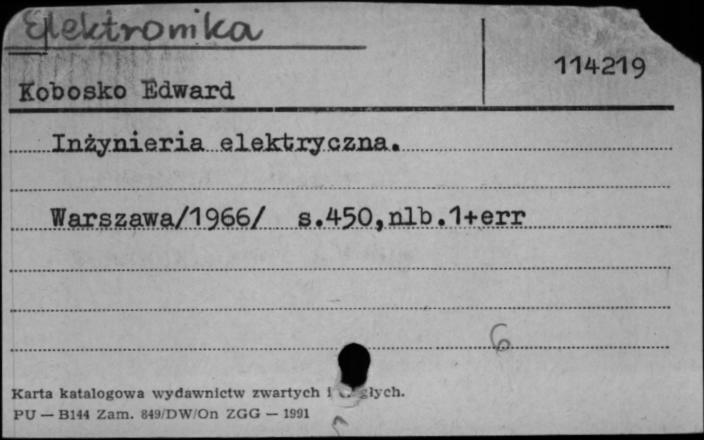 Elektronika
114219
Kobosko Edward
Inżynieria elektryczna.
Warszawa/1966/ s.450,nlb.1+err
6
Karta katalogowa wydawnictw zwartych i
PU — B144 Zam. 849/DW/On ZGG — 1991